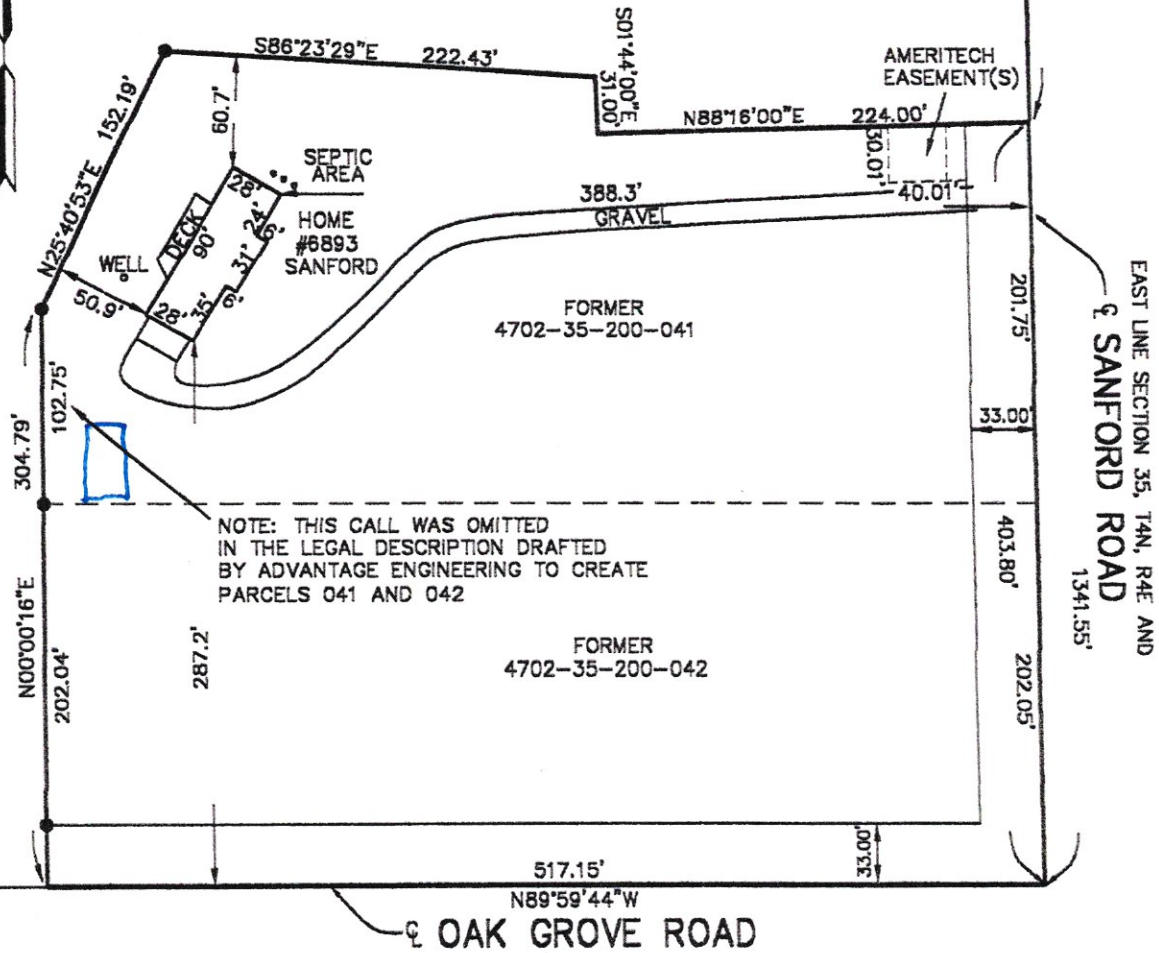 S86°23'29"E 222.43'
S01°44'00"E
31.00'
AMERITECH
EASEMENT(S)
N88°16'00"E 224.00'
30.01'
40.01'
152.19'
N25°40'53"E
60.7'
SEPTIC
AREA
28'
24'
6'
HOME
#6893
SANFORD
DECK
90'
31'
6'
WELL
50.9'
28'
35'
388.3'
GRAVEL
FORMER
4702-35-200-041
201.75'
EAST LINE SECTION 35, T4N, R4E AND
℄ SANFORD ROAD
1341.55'
33.00'
102.75'
304.79'
NOTE: THIS CALL WAS OMITTED
IN THE LEGAL DESCRIPTION DRAFTED
BY ADVANTAGE ENGINEERING TO CREATE
PARCELS 041 AND 042
403.80'
N00°00'16"E
202.04'
287.2'
FORMER
4702-35-200-042
202.05'
33.00'
517.15'
N89°59'44"W
℄ OAK GROVE ROAD